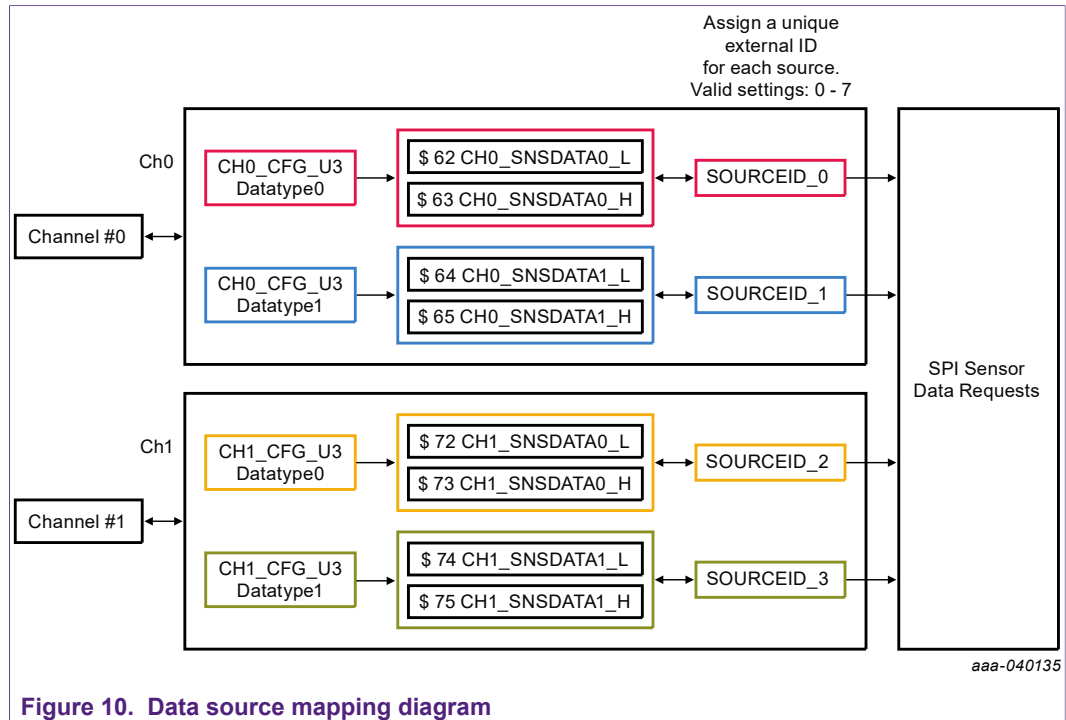 Assign a unique
external ID
for each source.
Valid settings: 0 - 7
Ch0
CH0_CFG_U3
Datatype0
$ 62 CH0_SNSDATA0_L
$ 63 CH0_SNSDATA0_H
SOURCEID_0
Channel #0
CH0_CFG_U3
Datatype1
$ 64 CH0_SNSDATA1_L
$ 65 CH0_SNSDATA1_H
SOURCEID_1
SPI Sensor
Data Requests
Ch1
CH1_CFG_U3
Datatype0
$ 72 CH1_SNSDATA0_L
$ 73 CH1_SNSDATA0_H
SOURCEID_2
Channel #1
CH1_CFG_U3
Datatype1
$ 74 CH1_SNSDATA1_L
$ 75 CH1_SNSDATA1_H
SOURCEID_3
aaa-040135
Figure 10. Data source mapping diagram